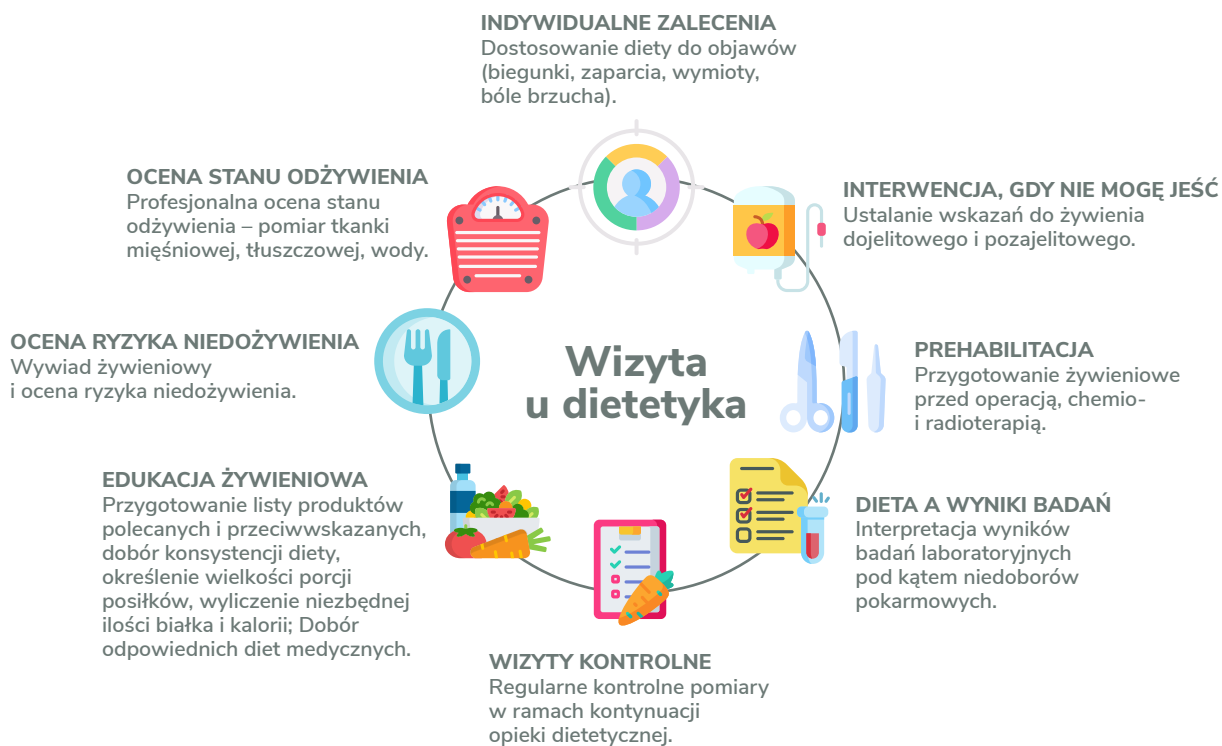 INDYWIDUALNE ZALECENIA
Dostosowanie diety do objawów
(biegunki, zaparcia, wymioty,
bóle brzucha).
OCENA STANU ODŻYWIENIA
Profesjonalna ocena stanu
odżywienia – pomiar tkanki
mięśniowej, tłuszczowej, wody.
INTERWENCJA, GDY NIE MOGĘ JEŚĆ
Ustalanie wskazań do żywienia
dojelitowego i pozajelitowego.
OCENA RYZYKA NIEDOŻYWIENIA
Wywiad żywieniowy
i ocena ryzyka niedożywienia.
Wizyta
u dietetyka
PREHABILITACJA
Przygotowanie żywieniowe
przed operacją, chemio-
i radioterapią.
EDUKACJA ŻYWIENIOWA
Przygotowanie listy produktów
polecanych i przeciwwskazanych,
dobór konsystencji diety,
określenie wielkości porcji
posiłków, wyliczenie niezbędnej
ilości białka i kalorii; Dobór
odpowiednich diet medycznych.
DIETA A WYNIKI BADAŃ
Interpretacja wyników
badań laboratoryjnych
pod kątem niedoborów
pokarmowych.
WIZYTY KONTROLNE
Regularne kontrolne pomiary
w ramach kontynuacji
opieki dietetycznej.